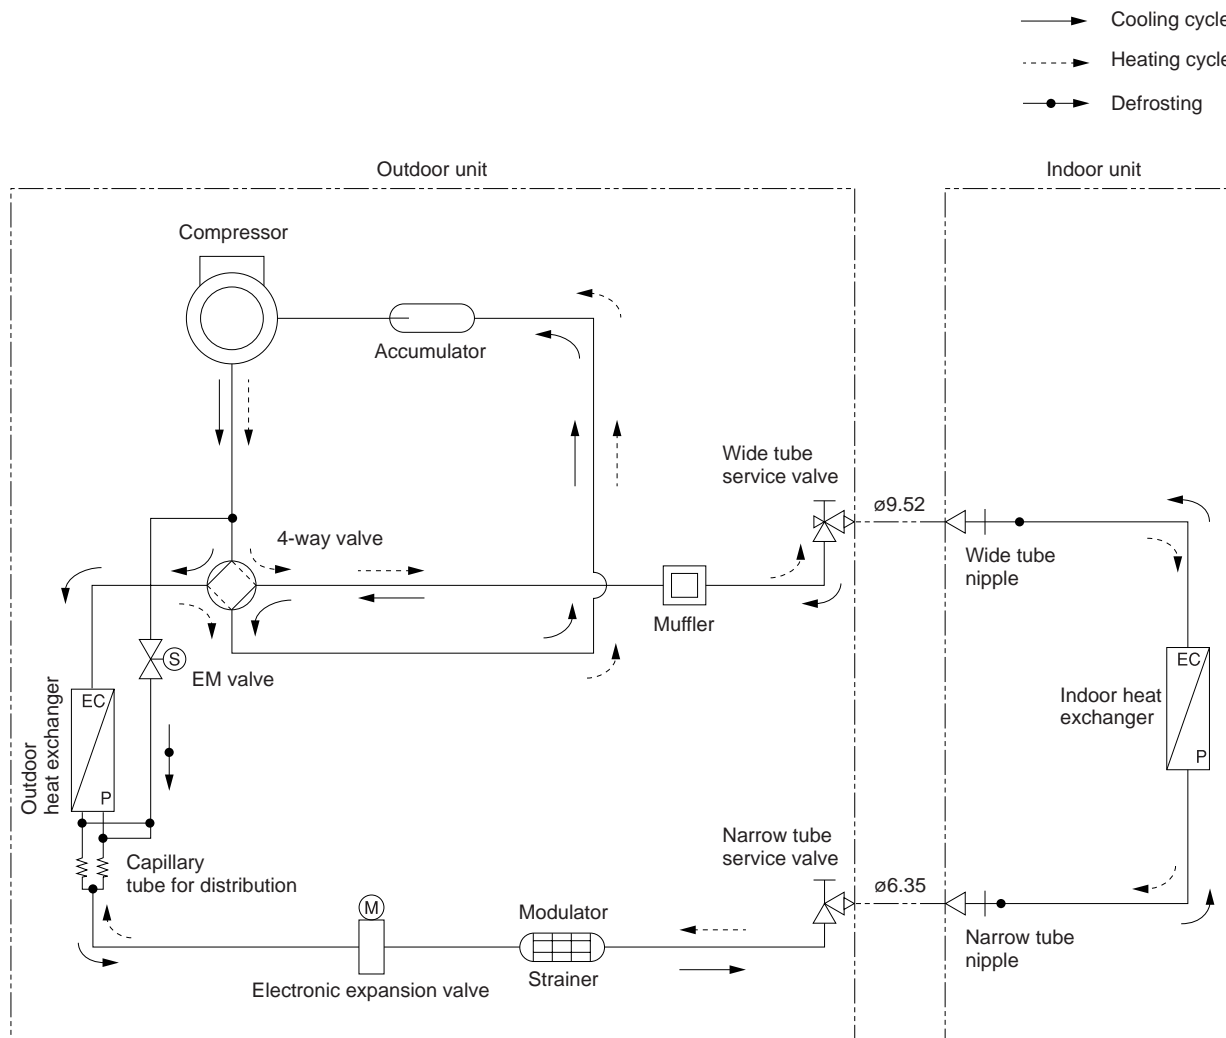 Cooling cycle
Heating cycle
Defrosting
Outdoor unit
Indoor unit
Compressor
Accumulator
Wide tube
service valve
ø9.52
4-way valve
Wide tube
nipple
Muffler
S
EM valve
EC
P
Outdoor
heat exchanger
EC
P
Indoor heat
exchanger
Capillary
tube for distribution
Narrow tube
service valve
ø6.35
M
Modulator
Strainer
Narrow tube
nipple
Electronic expansion valve